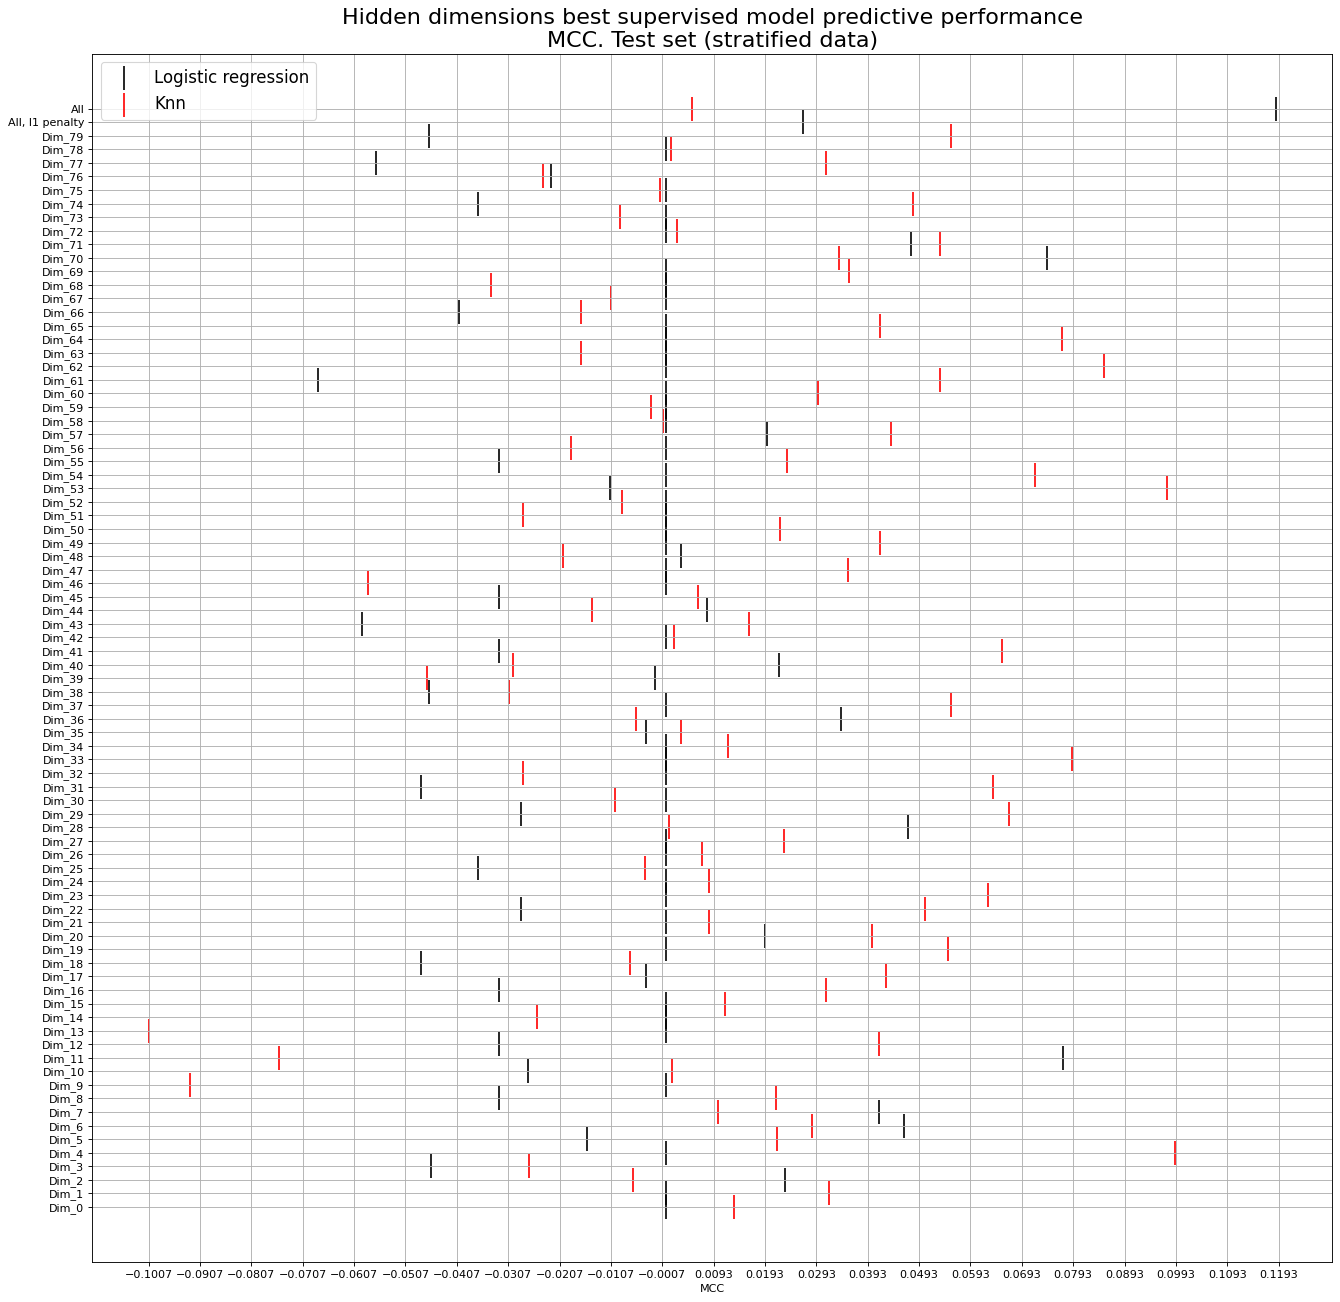 Hidden dimensions best supervised model predictive performance
MCC. Test set (stratified data)
Logistic regression
Knn
All
All, l1 penalty
Dim_79
Dim_78
Dim_77
Dim_76
Dim_75
Dim_74
Dim_73
Dim_72
Dim_71
Dim_70
Dim_69
Dim_68
Dim_67
Dim_66
Dim_65
Dim_64
Dim_63
Dim_62
Dim_61
Dim_60
Dim_59
Dim_58
Dim_57
Dim_56
Dim_55
Dim_54
Dim_53
Dim_52
Dim_51
Dim_50
Dim_49
Dim_48
Dim_47
Dim_46
Dim_45
Dim_44
Dim_43
Dim_42
Dim_41
Dim_40
Dim_39
Dim_38
Dim_37
Dim_36
Dim_35
Dim_34
Dim_33
Dim_32
Dim_31
Dim_30
Dim_29
Dim_28
Dim_27
Dim_26
Dim_25
Dim_24
Dim_23
Dim_22
Dim_21
Dim_20
Dim_19
Dim_18
Dim_17
Dim_16
Dim_15
Dim_14
Dim_13
Dim_12
Dim_11
Dim_10
Dim_9
Dim_8
Dim_7
Dim_6
Dim_5
Dim_4
Dim_3
Dim_2
Dim_1
Dim_0
−0.1007 −0.0907 −0.0807 −0.0707 −0.0607 −0.0507 −0.0407 −0.0307 −0.0207 −0.0107 −0.0007 0.0093 0.0193 0.0293 0.0393 0.0493 0.0593 0.0693 0.0793 0.0893 0.0993 0.1093 0.1193
MCC